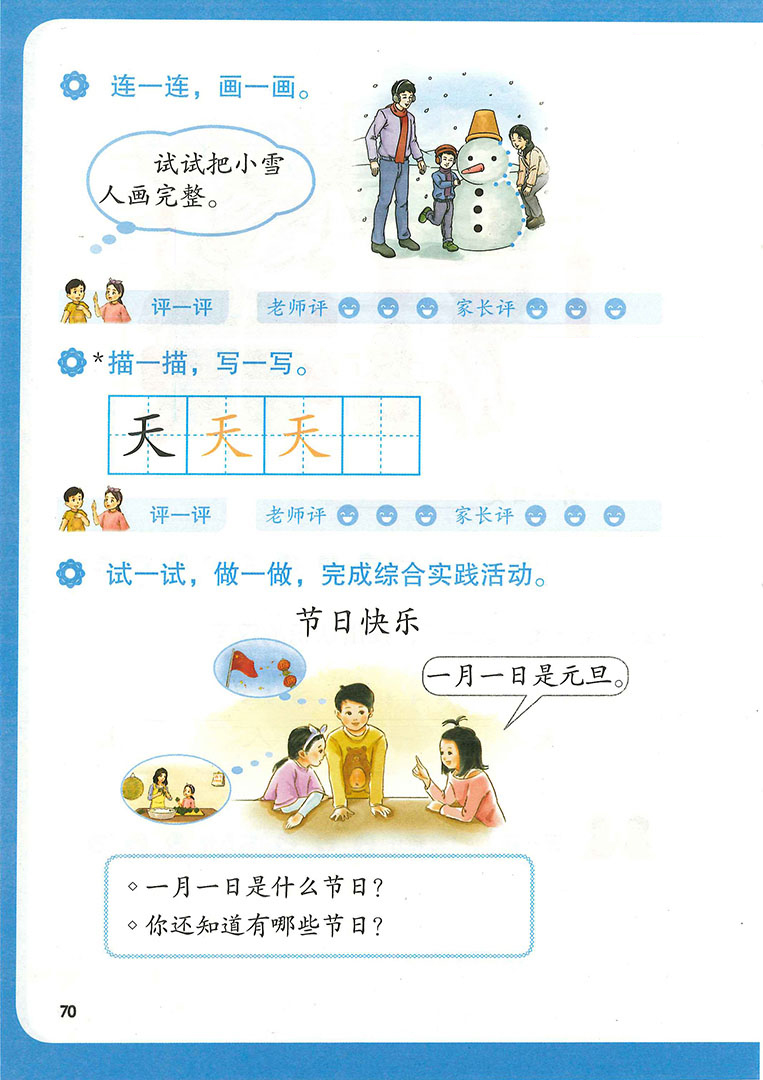 连一连，画一画。
试试把小雪
人画完整。
评一评 老师评 家长评
*描一描，写一写。
天 天 天
评一评 老师评 家长评
试一试，做一做，完成综合实践活动。
节日快乐
一月一日是元旦。
◇一月一日是什么节日？
◇你还知道有哪些节日？
70